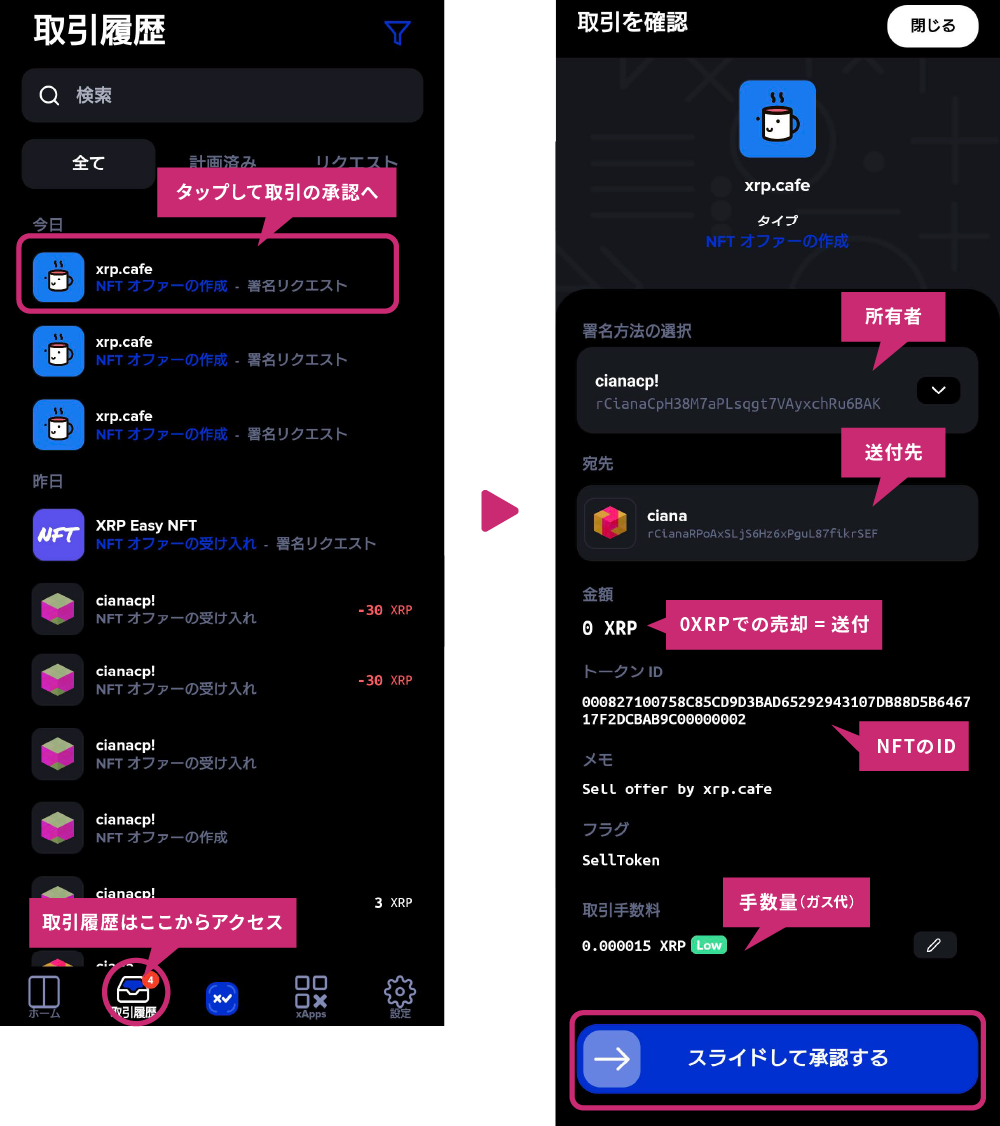 取引履歴
検索
全て
計画済み
リクエスト
タップして取引の承認へ
今日
xrp.cafe
NFT オファーの作成 - 署名リクエスト
xrp.cafe
NFT オファーの作成 - 署名リクエスト
xrp.cafe
NFT オファーの作成 - 署名リクエスト
昨日
NFT
XRP Easy NFT
NFT オファーの受け入れ - 署名リクエスト
cianacp!
NFT オファーの受け入れ
-30 XRP
cianacp!
NFT オファーの受け入れ
-30 XRP
cianacp!
NFT オファーの受け入れ
cianacp!
NFT オファーの作成
cianacp!
3 XRP
取引履歴はここからアクセス
ciana
4
ホーム
取引履歴
xApps
設定
取引を確認
閉じる
xrp.cafe
タイプ
NFT オファーの作成
所有者
署名方法の選択
cianacp!
rCianaCpH38M7aPLsqgt7VAyxchRu6BAK
送付先
宛先
ciana
rCianaRPoAxSLjS6Hz6xPguL87fikrSEF
金額
0 XRP
0XRPでの売却 = 送付
トークン ID
000827100758C85CD9D3BAD65292943107DB88D5B6467
17F2DCBAB9C00000002
NFTのID
メモ
Sell offer by xrp.cafe
フラグ
SellToken
手数量（ガス代）
取引手数料
0.000015 XRP Low
スライドして承認する